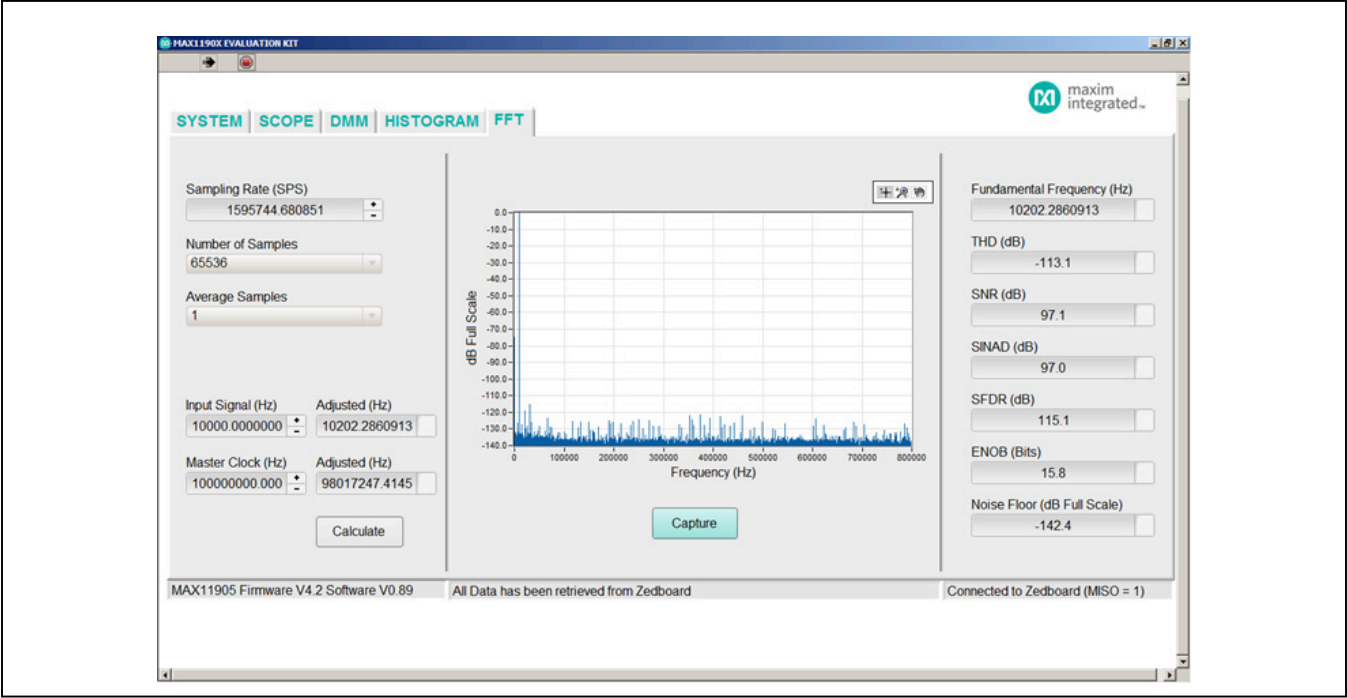 MAX1190X EVALUATION KIT
maxim
integrated™
SYSTEM SCOPE DMM HISTOGRAM FFT
Sampling Rate (SPS)
1595744.680851
Number of Samples
65536
Average Samples
1
Input Signal (Hz) Adjusted (Hz)
10000.0000000 10202.2860913
Master Clock (Hz) Adjusted (Hz)
100000000.000 98017247.4145
Calculate
dB Full Scale
0.0
-10.0
-20.0
-30.0
-40.0
-50.0
-60.0
-70.0
-80.0
-90.0
-100.0
-110.0
-120.0
-130.0
-140.0
0 100000 200000 300000 400000 500000 600000 700000 800000
Frequency (Hz)
Capture
Fundamental Frequency (Hz)
10202.2860913
THD (dB)
-113.1
SNR (dB)
97.1
SINAD (dB)
97.0
SFDR (dB)
115.1
ENOB (Bits)
15.8
Noise Floor (dB Full Scale)
-142.4
MAX11905 Firmware V4.2 Software V0.89 All Data has been retrieved from Zedboard Connected to Zedboard (MISO = 1)